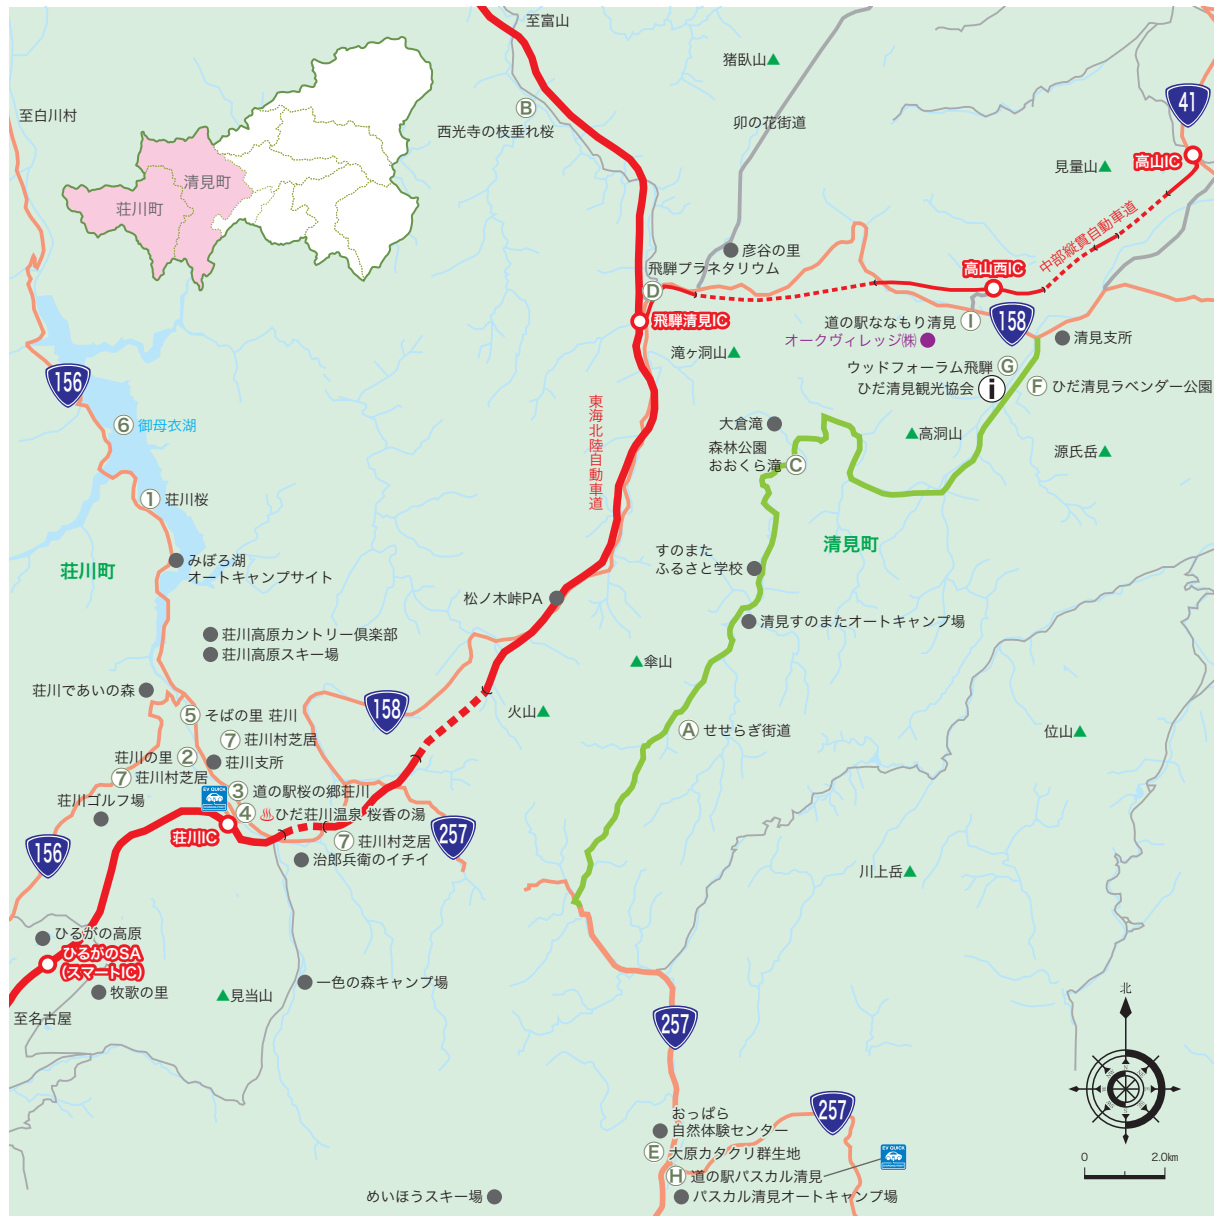 至富山
猪臥山
41
至白川村
B
西光寺の枝垂れ桜
卯の花街道
見量山
高山IC
清見町
荘川町
中部縦貫自動車道
彦谷の里
飛騨プラネタリウム
D
高山西IC
飛騨清見IC
道の駅ななもり清見
I
158
オークヴィレッジ㈱
清見支所
滝ヶ洞山
ウッドフォーラム飛騨
G
ひだ清見観光協会
i
F
ひだ清見ラベンダー公園
156
東海北陸自動車道
6
御母衣湖
大倉滝
高洞山
森林公園
おおくら滝
C
源氏岳
1
荘川桜
清見町
みぼろ湖
オートキャンプサイト
荘川町
すのまた
ふるさと学校
松ノ木峠PA
清見すのまたオートキャンプ場
荘川高原カントリー倶楽部
荘川高原スキー場
傘山
荘川であいの森
158
火山
5
そばの里 荘川
A
せせらぎ街道
位山
7
荘川村芝居
荘川の里
2
荘川支所
7
荘川村芝居
EV QUICK
3
道の駅桜の郷荘川
荘川ゴルフ場
4
ひだ荘川温泉 桜香の湯
荘川IC
7
荘川村芝居
257
156
治郎兵衛のイチイ
川上岳
ひるがの高原
ひるがのSA
(スマートIC)
牧歌の里
見当山
一色の森キャンプ場
至名古屋
北
257
おっぱら
自然体験センター
257
E
大原カタクリ群生地
EV QUICK
H
道の駅パスカル清見
めいほうスキー場
パスカル清見オートキャンプ場
0
2.0km